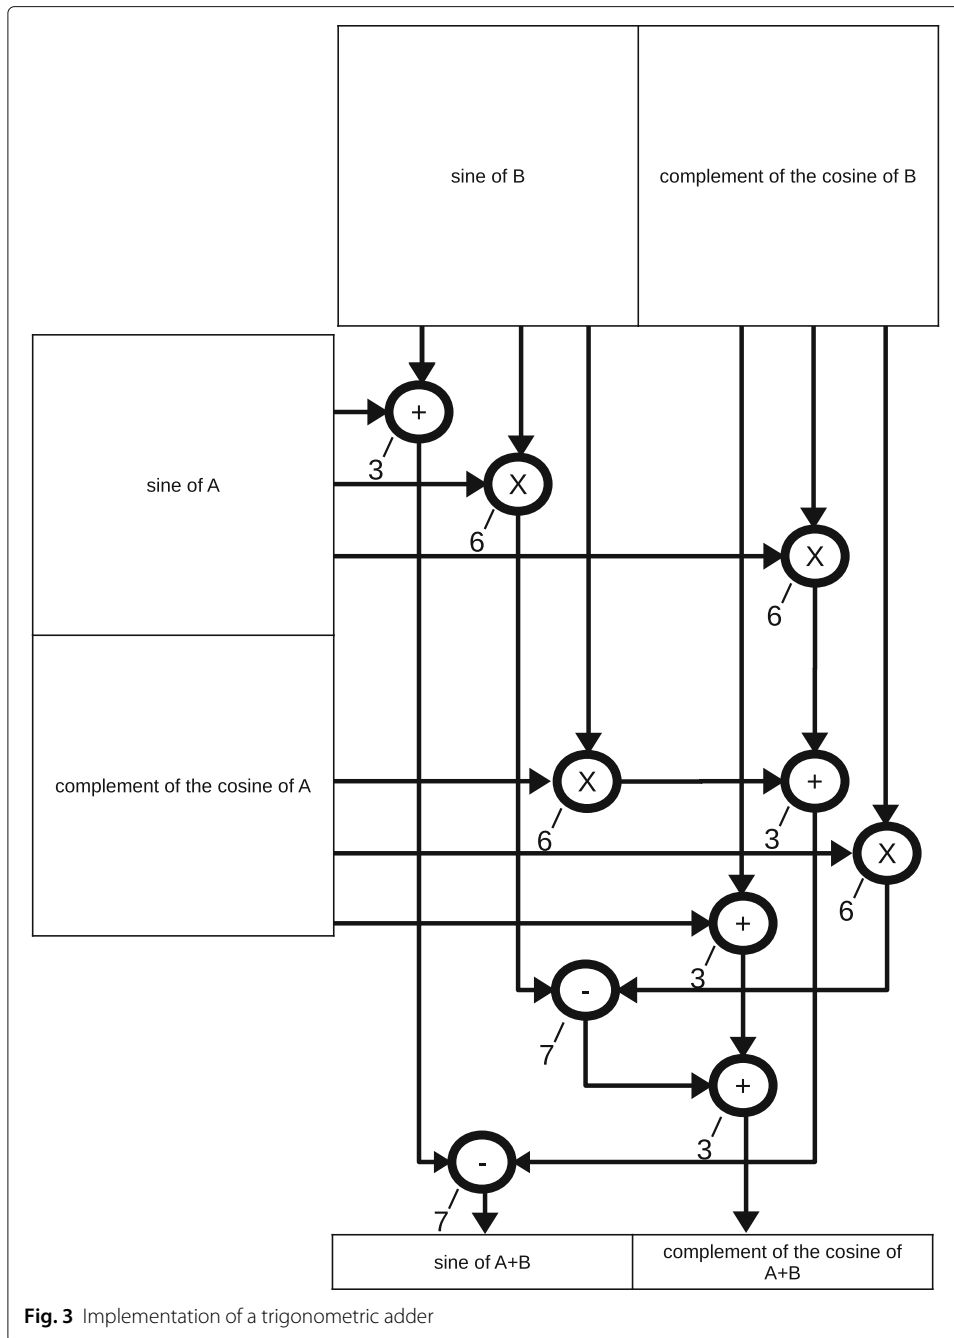 sine of B
complement of the cosine of B
+
3
sine of A
X
6
X
6
complement of the cosine of A
X
6
+
3
X
6
+
3
-
7
+
3
-
7
sine of A+B
complement of the cosine of
A+B
Fig. 3 Implementation of a trigonometric adder